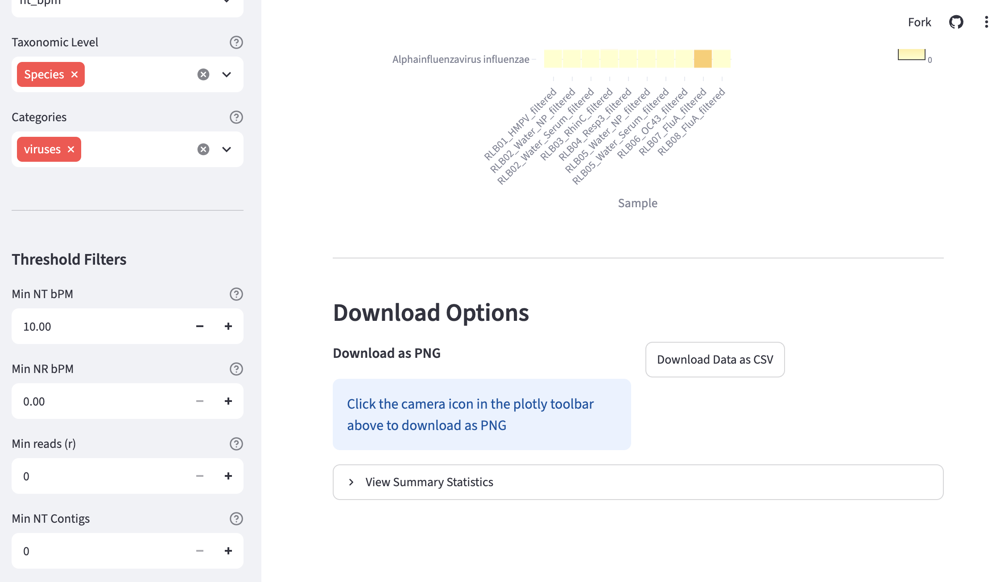 nt_bpm
Taxonomic Level
Species
Categories
viruses
Threshold Filters
Min NT bPM
10.00
Min NR bPM
0.00
Min reads (r)
0
Min NT Contigs
0
Fork
Alphainfluenzavirus influenzae
0
RLB01_HMPV_filtered
RLB02_Water_NP_filtered
RLB02_Water_Serum_filtered
RLB03_RhinC_filtered
RLB04_Resp3_filtered
RLB05_Water_NP_filtered
RLB05_Water_Serum_filtered
RLB06_OC43_filtered
RLB07_FluA_filtered
RLB08_FluA_filtered
Sample
Download Options
Download as PNG
Download Data as CSV
Click the camera icon in the plotly toolbar
above to download as PNG
View Summary Statistics